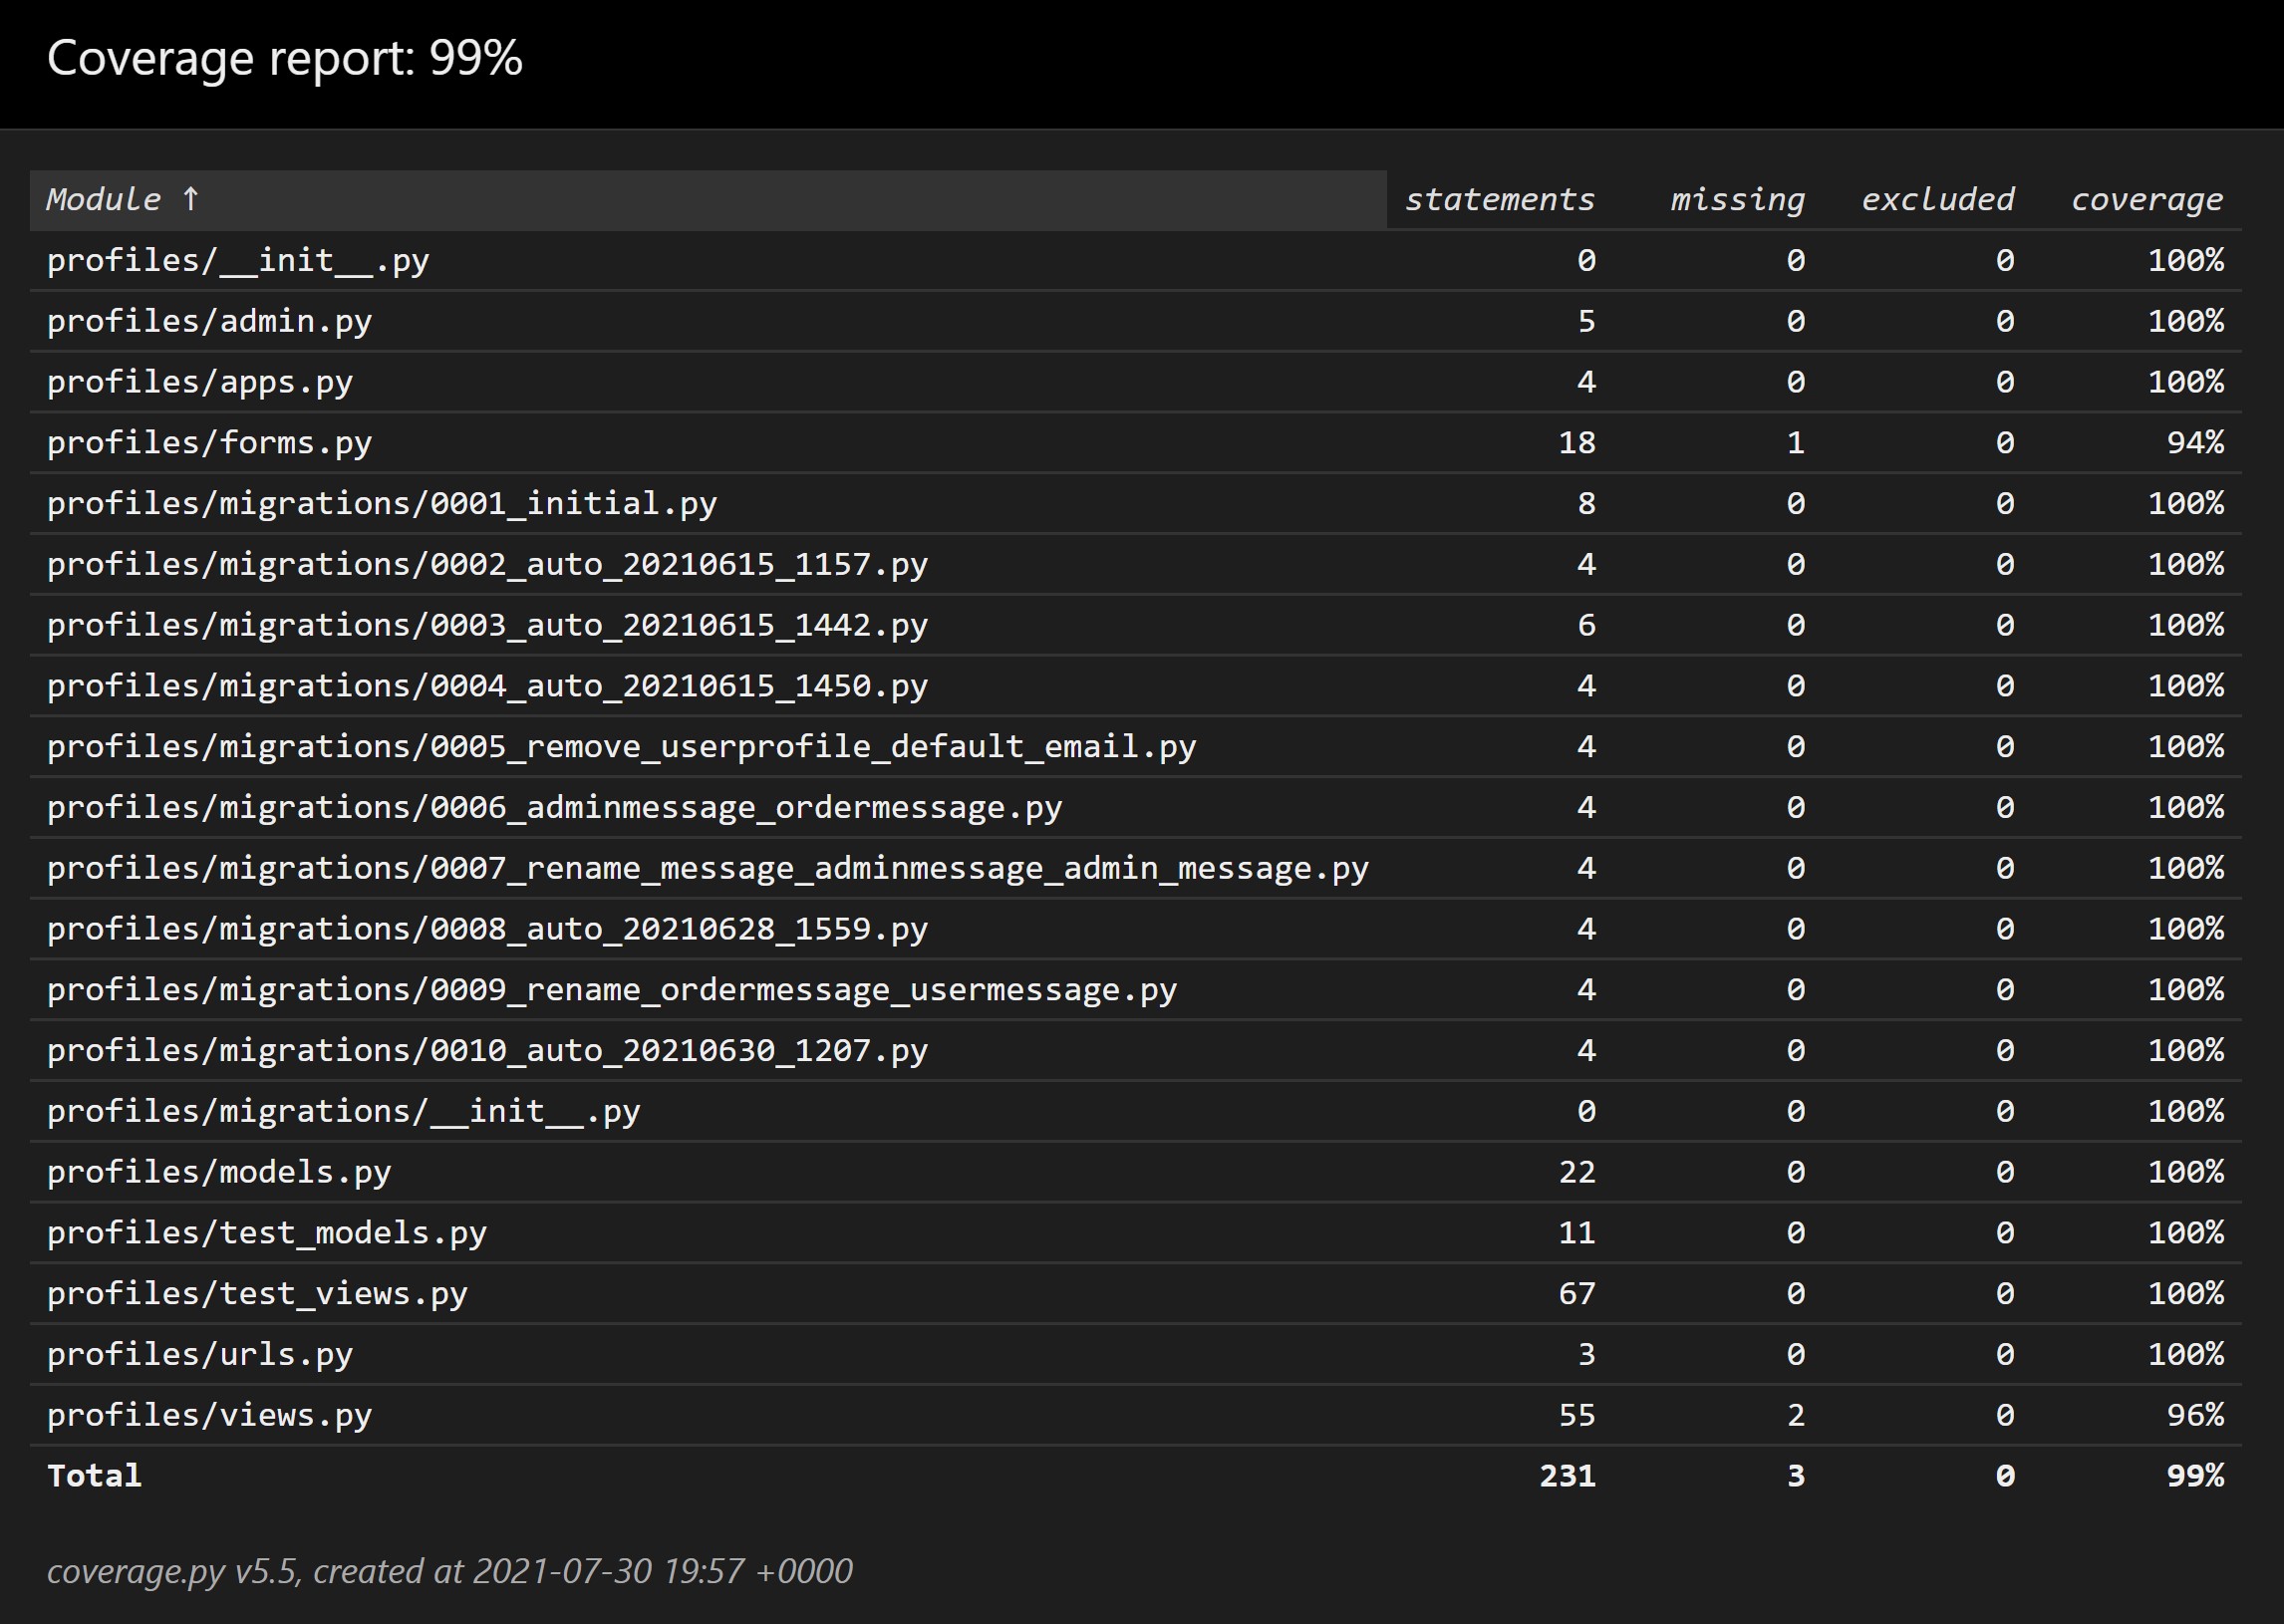 Coverage report: 99%
Module ↑ statements missing excluded coverage
profiles/__init__.py 0 0 0 100%
profiles/admin.py 5 0 0 100%
profiles/apps.py 4 0 0 100%
profiles/forms.py 18 1 0 94%
profiles/migrations/0001_initial.py 8 0 0 100%
profiles/migrations/0002_auto_20210615_1157.py 4 0 0 100%
profiles/migrations/0003_auto_20210615_1442.py 6 0 0 100%
profiles/migrations/0004_auto_20210615_1450.py 4 0 0 100%
profiles/migrations/0005_remove_userprofile_default_email.py 4 0 0 100%
profiles/migrations/0006_adminmessage_ordermessage.py 4 0 0 100%
profiles/migrations/0007_rename_message_adminmessage_admin_message.py 4 0 0 100%
profiles/migrations/0008_auto_20210628_1559.py 4 0 0 100%
profiles/migrations/0009_rename_ordermessage_usermessage.py 4 0 0 100%
profiles/migrations/0010_auto_20210630_1207.py 4 0 0 100%
profiles/migrations/__init__.py 0 0 0 100%
profiles/models.py 22 0 0 100%
profiles/test_models.py 11 0 0 100%
profiles/test_views.py 67 0 0 100%
profiles/urls.py 3 0 0 100%
profiles/views.py 55 2 0 96%
Total 231 3 0 99%
coverage.py v5.5, created at 2021-07-30 19:57 +0000